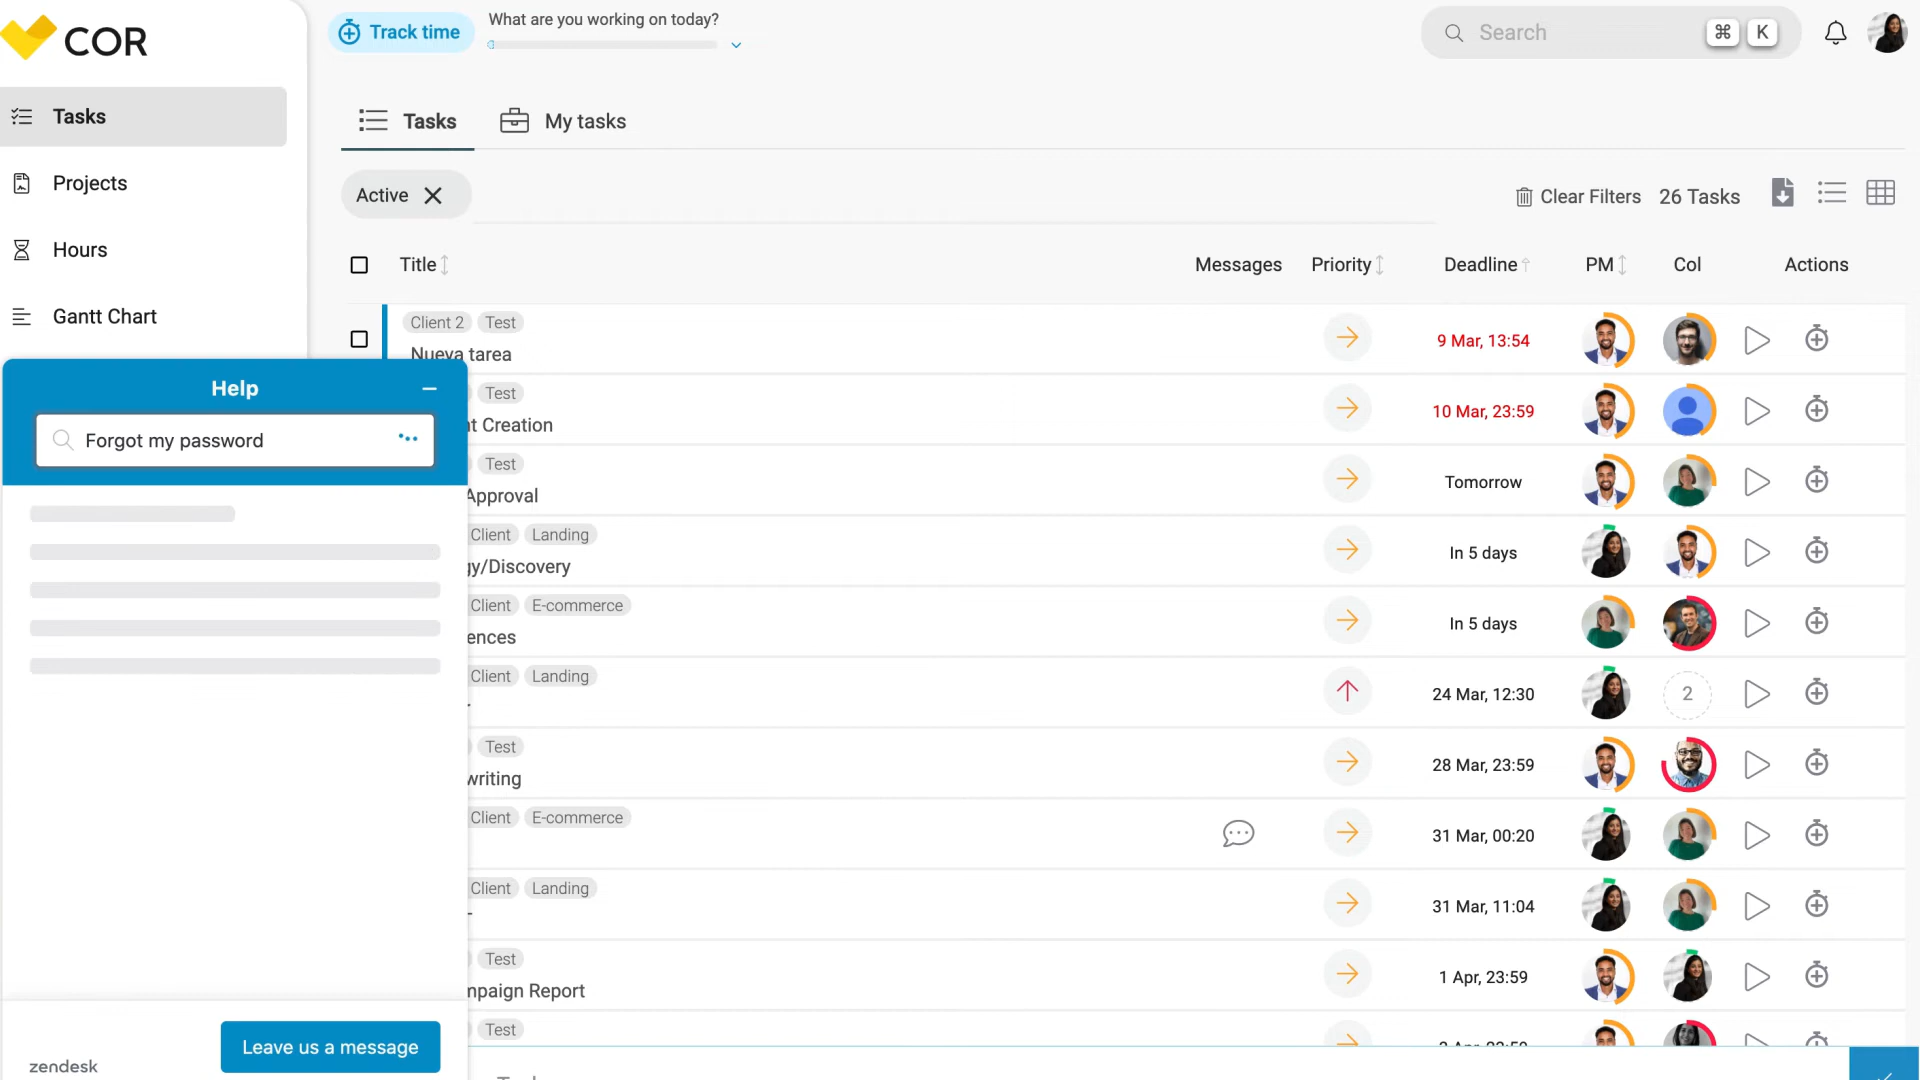 COR
Track time
What are you working on today?
Search
⌘ K
Tasks
Projects
Hours
Gantt Chart
Tasks
My tasks
Active
Clear Filters
26 Tasks
Title
Messages
Priority
Deadline
PM
Col
Actions
Client 2 Test
Nueva tarea
9 Mar, 13:54
Test
Creation
10 Mar, 23:59
Test
Approval
Tomorrow
Client Landing
gy/Discovery
In 5 days
Client E-commerce
ences
In 5 days
Client Landing
24 Mar, 12:30
2
Test
writing
28 Mar, 23:59
Client E-commerce
31 Mar, 00:20
Client Landing
31 Mar, 11:04
Test
mpaign Report
1 Apr, 23:59
Test
Help
Forgot my password
zendesk
Leave us a message